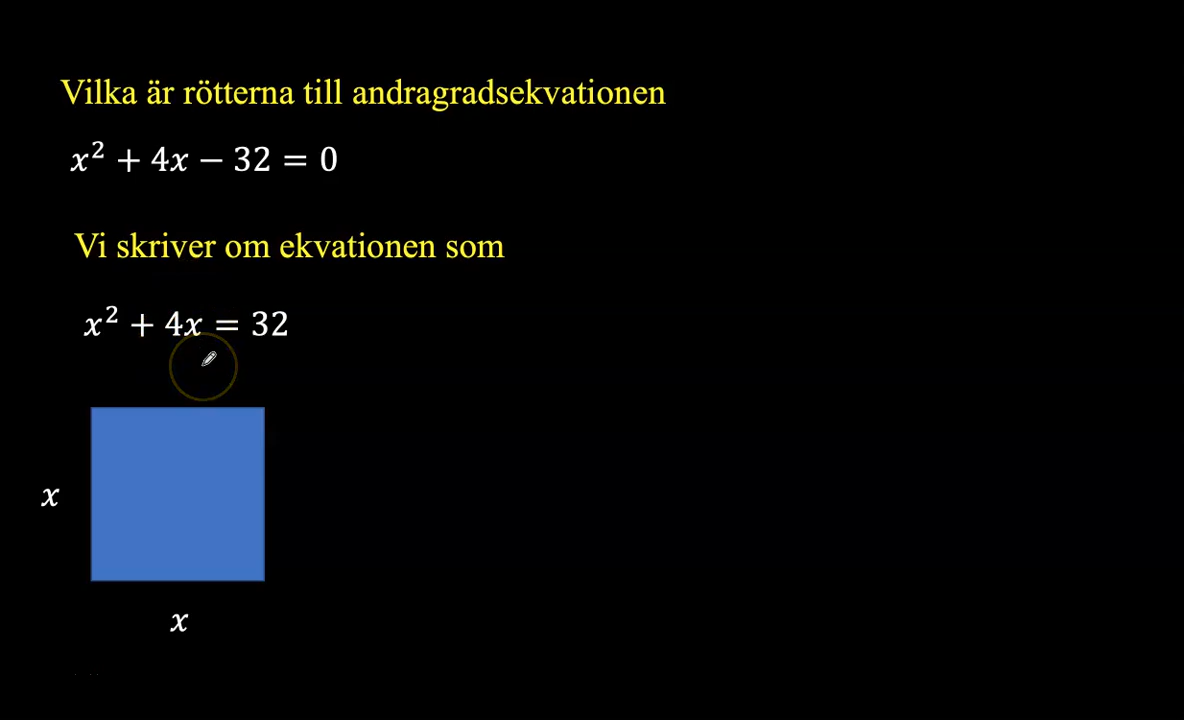 Vilka är rötterna till andragradsekvationen
x² + 4x − 32 = 0
Vi skriver om ekvationen som
x² + 4x = 32
x
x